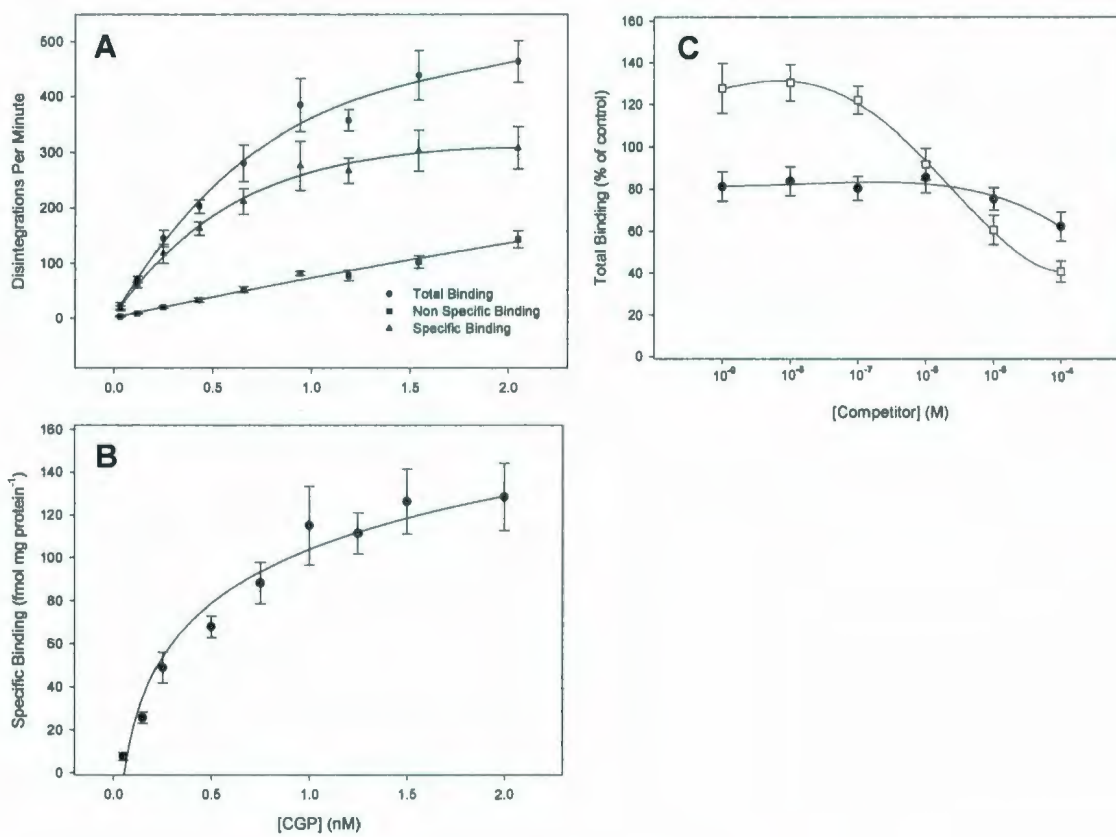 A
Disintegrations Per Minute
500
400
300
200
100
0
Total Binding
Non Specific Binding
Specific Binding
0.0 0.5 1.0 1.5 2.0
C
Total Binding (% of control)
160
140
120
100
80
60
40
20
0
10⁻⁹ 10⁻⁸ 10⁻⁷ 10⁻⁶ 10⁻⁵ 10⁻⁴
[Competitor] (M)
B
Specific Binding (fmol mg protein⁻¹)
160
140
120
100
80
60
40
20
0
0.0 0.5 1.0 1.5 2.0
[CGP] (nM)